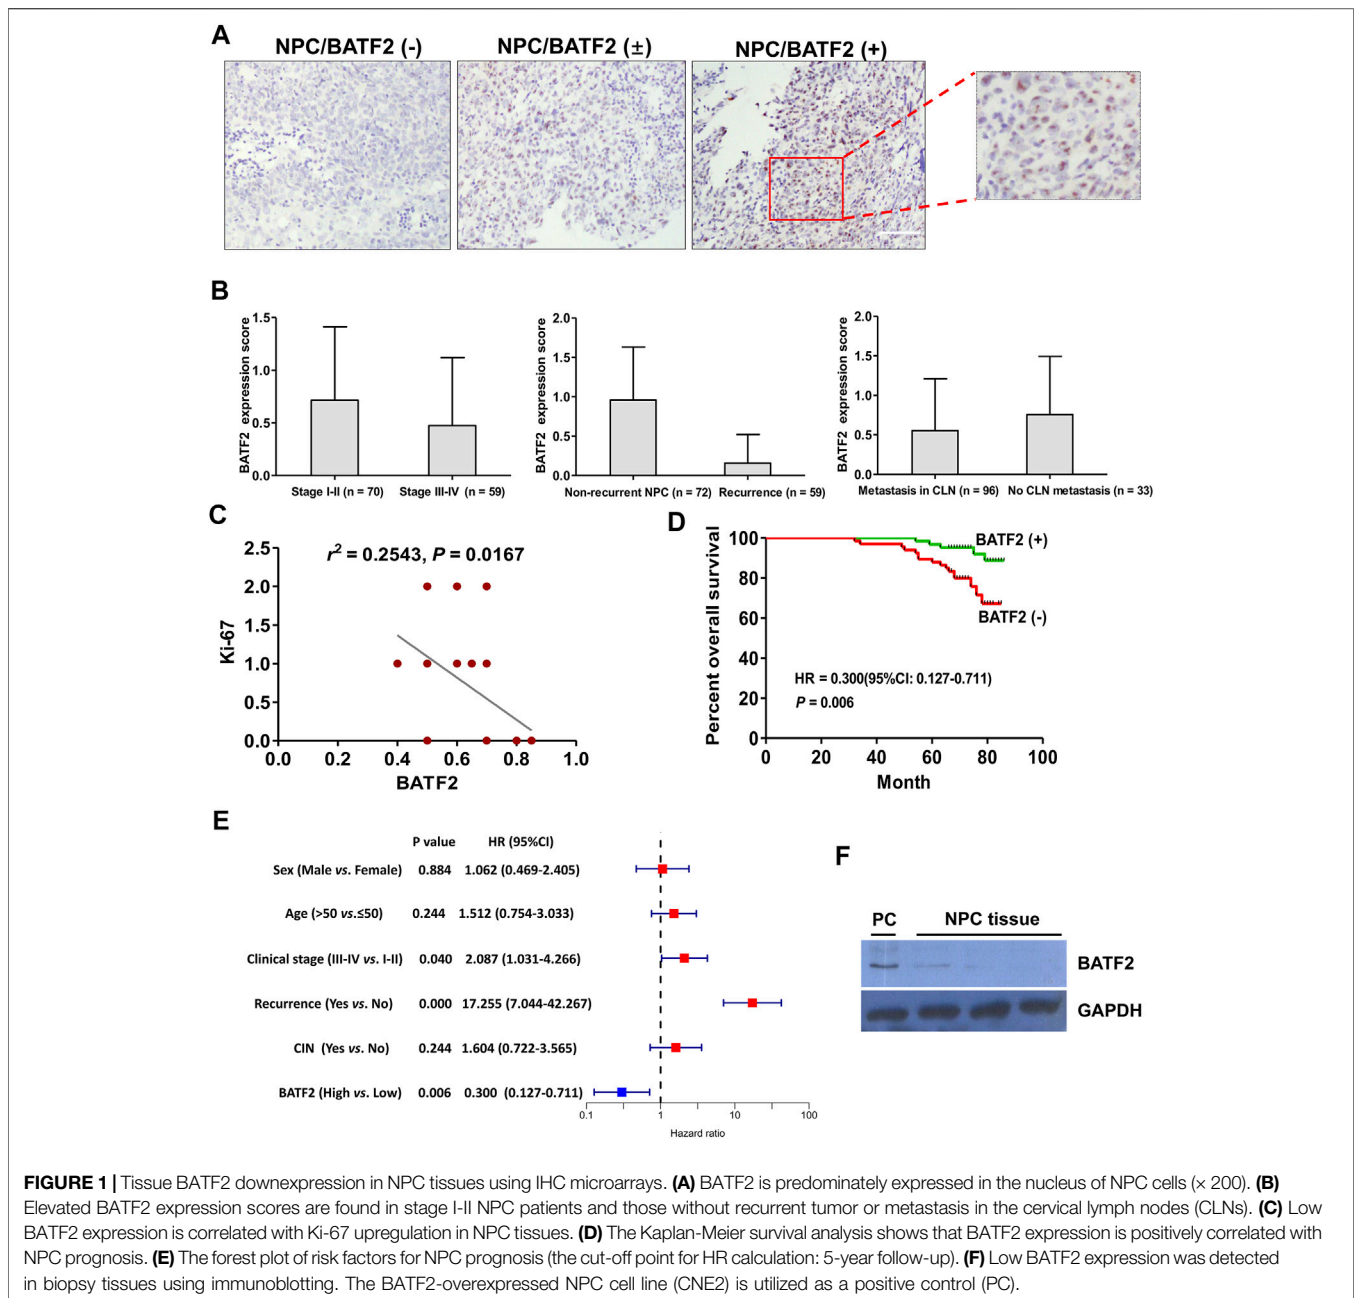 A
NPC/BATF2 (-)
NPC/BATF2 (±)
NPC/BATF2 (+)
B
BATF2 expression score
1.5
1.0
0.5
0.0
Stage I-II (n = 70)
Stage III-IV (n = 59)
BATF2 expression score
2.0
1.5
1.0
0.5
0.0
Non-recurrent NPC (n = 72)
Recurrence (n = 59)
BATF2 expression score
2.0
1.5
1.0
0.5
0.0
Metastasis in CLN (n = 96)
No CLN metastasis (n = 33)
C
r² = 0.2543, P = 0.0167
Ki-67
2.5
2.0
1.5
1.0
0.5
0.0
0.0 0.2 0.4 0.6 0.8 1.0
BATF2
D
Percent overall survival
100
80
60
40
20
0
BATF2 (+)
BATF2 (-)
HR = 0.300(95%CI: 0.127-0.711)
P = 0.006
0 20 40 60 80 100
Month
E
P value HR (95%CI)
Sex (Male vs. Female) 0.884 1.062 (0.469-2.405)
Age (>50 vs.≤50) 0.244 1.512 (0.754-3.033)
Clinical stage (III-IV vs. I-II) 0.040 2.087 (1.031-4.266)
Recurrence (Yes vs. No) 0.000 17.255 (7.044-42.267)
CIN (Yes vs. No) 0.244 1.604 (0.722-3.565)
BATF2 (High vs. Low) 0.006 0.300 (0.127-0.711)
0.1 1 10 100
Hazard ratio
F
PC NPC tissue
BATF2
GAPDH
FIGURE 1 | Tissue BATF2 downexpression in NPC tissues using IHC microarrays. (A) BATF2 is predominately expressed in the nucleus of NPC cells (× 200). (B)
Elevated BATF2 expression scores are found in stage I-II NPC patients and those without recurrent tumor or metastasis in the cervical lymph nodes (CLNs). (C) Low
BATF2 expression is correlated with Ki-67 upregulation in NPC tissues. (D) The Kaplan-Meier survival analysis shows that BATF2 expression is positively correlated with
NPC prognosis. (E) The forest plot of risk factors for NPC prognosis (the cut-off point for HR calculation: 5-year follow-up). (F) Low BATF2 expression was detected
in biopsy tissues using immunoblotting. The BATF2-overexpressed NPC cell line (CNE2) is utilized as a positive control (PC).